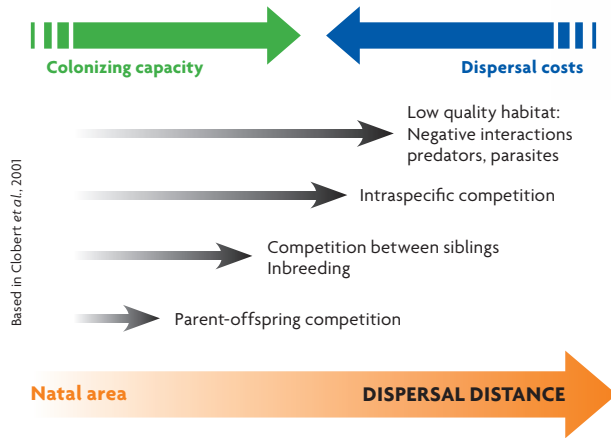 Colonizing capacity
Dispersal costs
Low quality habitat:
Negative interactions
predators, parasites
Intraspecific competition
Competition between siblings
Inbreeding
Parent-offspring competition
Based in Clobert et al., 2001
Natal area
DISPERSAL DISTANCE